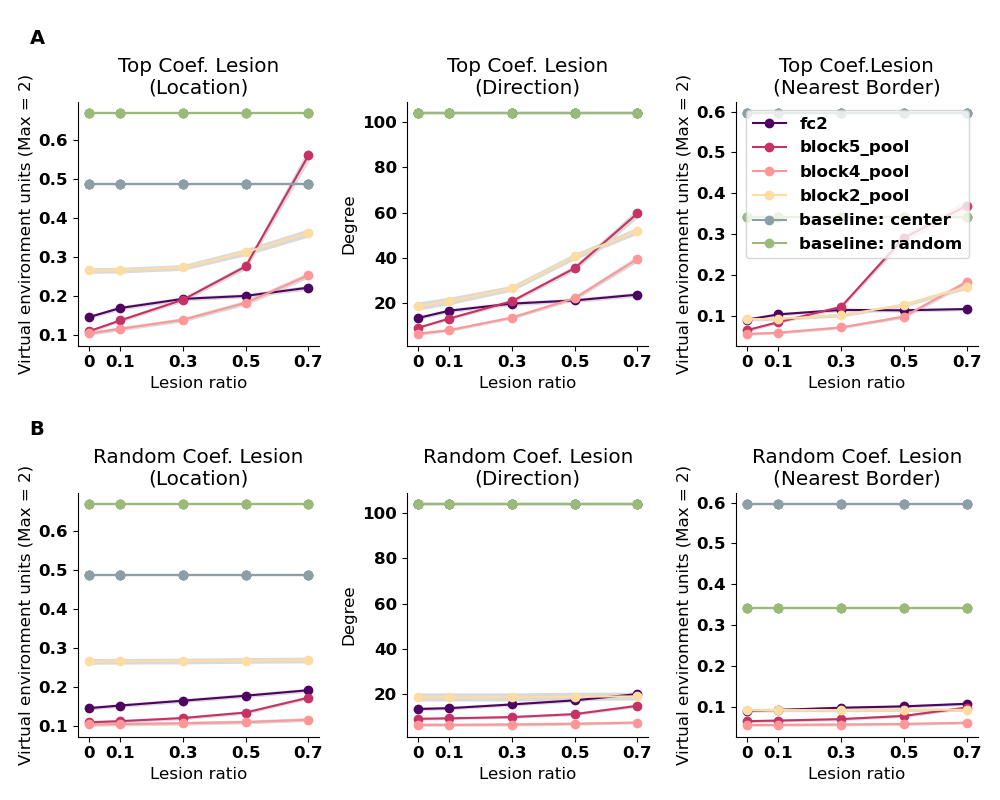 A
Top Coef. Lesion
(Location)
Virtual environment units (Max = 2)
0.6
0.5
0.4
0.3
0.2
0.1
0 0.1 0.3 0.5 0.7
Lesion ratio
Top Coef. Lesion
(Direction)
Degree
100
80
60
40
20
0 0.1 0.3 0.5 0.7
Lesion ratio
Top Coef.Lesion
(Nearest Border)
Virtual environment units (Max = 2)
0.6
0.5
0.4
0.3
0.2
0.1
fc2
block5_pool
block4_pool
block2_pool
baseline: center
baseline: random
0 0.1 0.3 0.5 0.7
Lesion ratio
B
Random Coef. Lesion
(Location)
Virtual environment units (Max = 2)
0.6
0.5
0.4
0.3
0.2
0.1
0 0.1 0.3 0.5 0.7
Lesion ratio
Random Coef. Lesion
(Direction)
Degree
100
80
60
40
20
0 0.1 0.3 0.5 0.7
Lesion ratio
Random Coef. Lesion
(Nearest Border)
Virtual environment units (Max = 2)
0.6
0.5
0.4
0.3
0.2
0.1
0 0.1 0.3 0.5 0.7
Lesion ratio